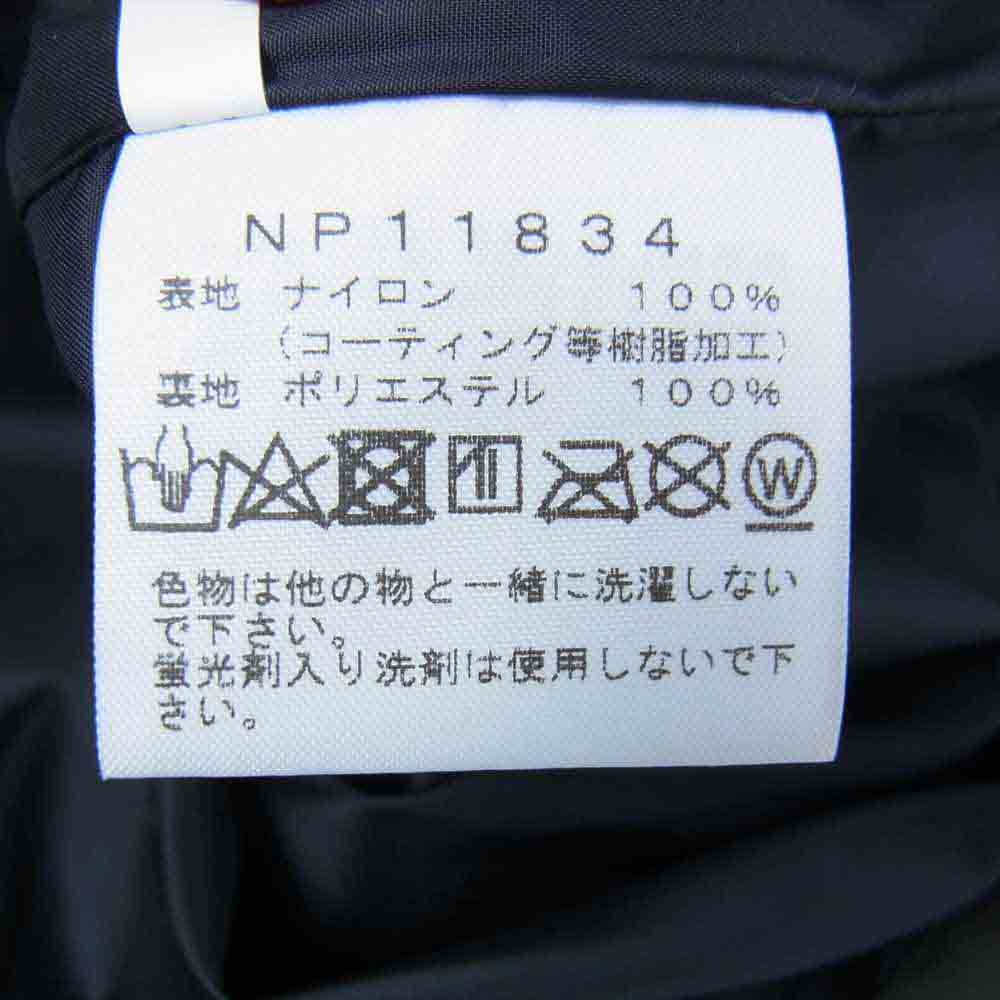 NP11834
表地 ナイロン 100%
(コーティング等樹脂加工)
裏地 ポリエステル 100%
W
色物は他の物と一緒に洗濯しない
で下さい。
蛍光剤入り洗剤は使用しないで下
さい。